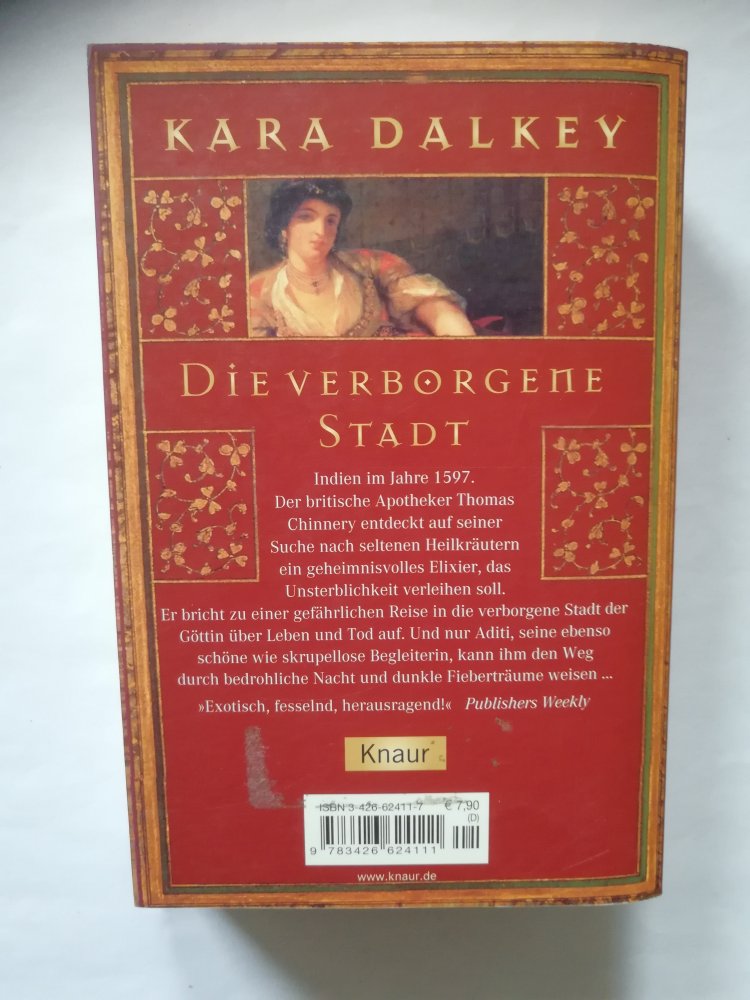 KARA DALKEY
DIE VERBORGENE
STADT
Indien im Jahre 1597.
Der britische Apotheker Thomas
Chinnery entdeckt auf seiner
Suche nach seltenen Heilkräutern
ein geheimnisvolles Elixier, das
Unsterblichkeit verleihen soll.
Er bricht zu einer gefährlichen Reise in die verborgene Stadt der
Göttin über Leben und Tod auf. Und nur Aditi, seine ebenso
schöne wie skrupellose Begleiterin, kann ihm den Weg
durch bedrohliche Nacht und dunkle Fieberträume weisen ...
»Exotisch, fesselnd, herausragend!« Publishers Weekly
Knaur
ISBN 3-426-62411-7 € 7,90
(D)
9 783426 624111
www.knaur.de